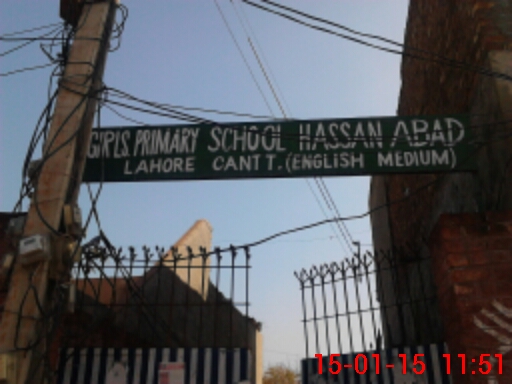 GIRLS PRIMARY SCHOOL HASSAN ABAD
LAHORE CANTT. (ENGLISH MEDIUM)
15-01-15 11:51